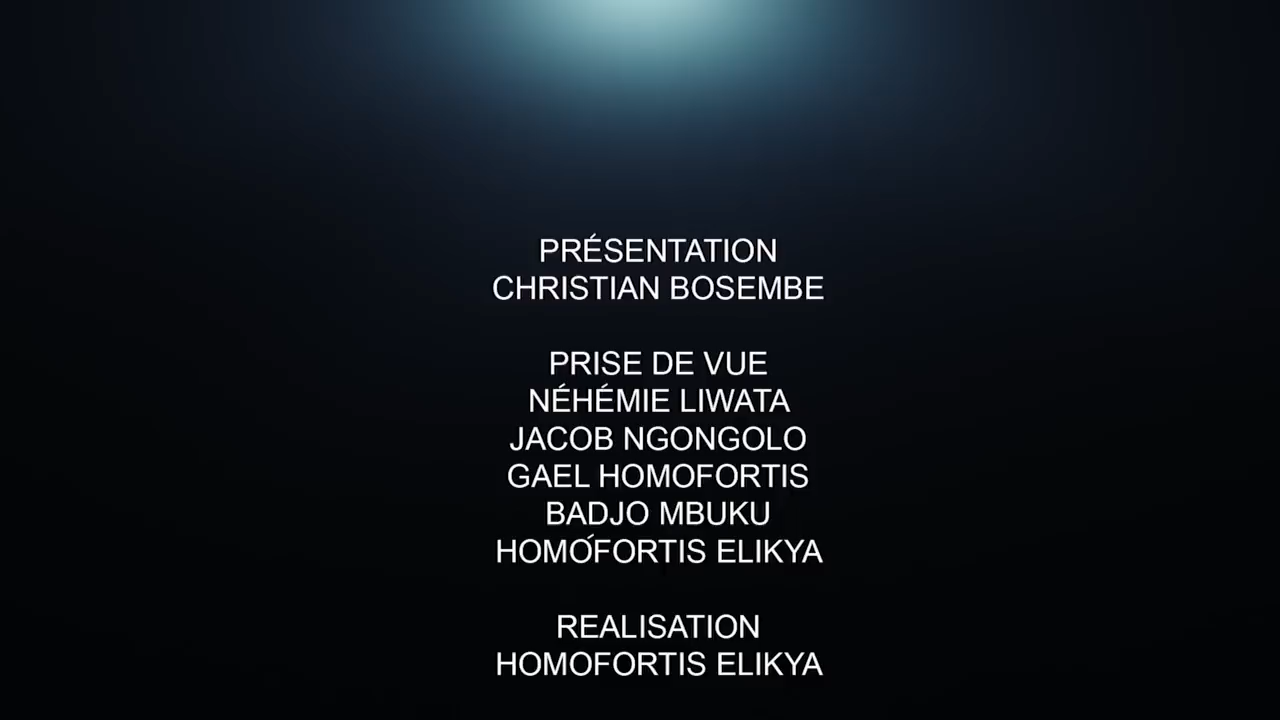 PRÉSENTATION
CHRISTIAN BOSEMBE
PRISE DE VUE
NÉHÉMIE LIWATA
JACOB NGONGOLO
GAEL HOMOFORTIS
BADJO MBUKU
HOMÓFORTIS ELIKYA
REALISATION
HOMOFORTIS ELIKYA